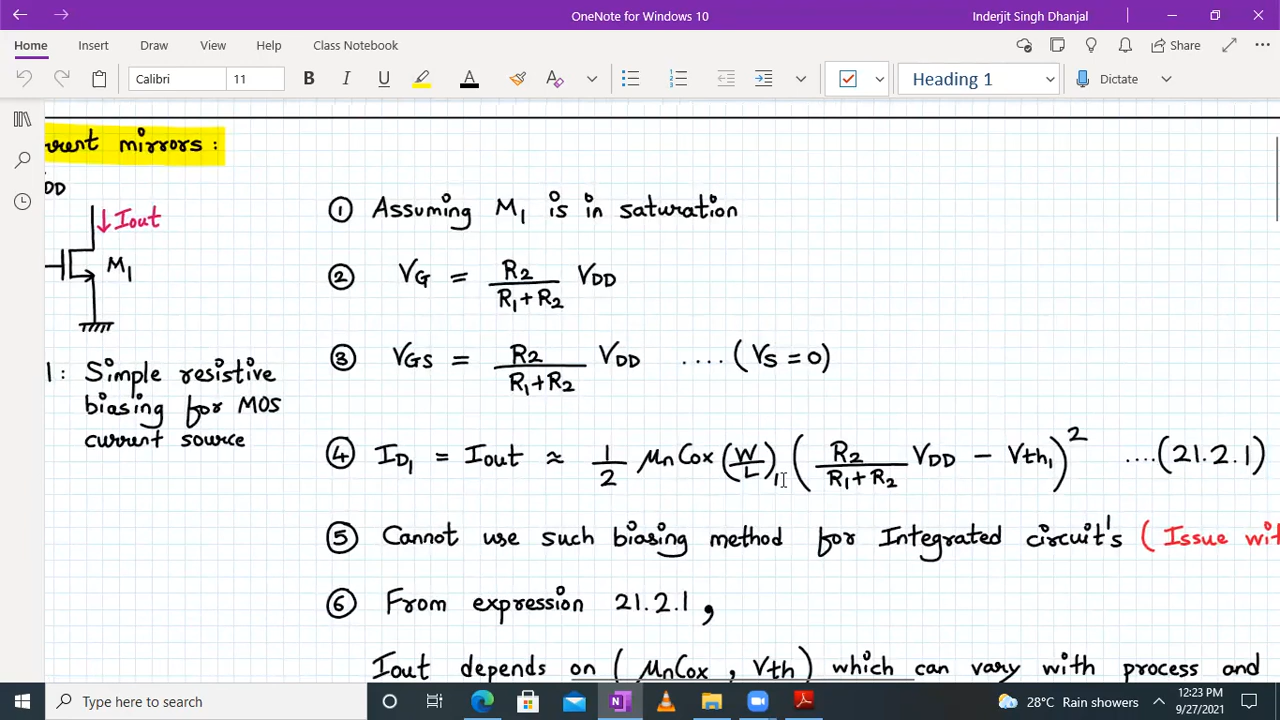 OneNote for Windows 10
Inderjit Singh Dhanjal
Home Insert Draw View Help Class Notebook
Share
Calibri 11 B I U A Heading 1 Dictate
rrent mirrors :
DD
↓ Iout
M1
1: Simple resistive
biasing for MOS
current source
① Assuming M1 is in saturation
② VG = R2/(R1+R2) VDD
③ VGS = R2/(R1+R2) VDD ....( VS = 0)
④ ID1 = Iout ≈ 1/2 μnCox (W/L)1 ( R2/(R1+R2) VDD - Vth1 )² ....(21.2.1)
⑤ Cannot use such biasing method for Integrated circuit's ( Issue wit
⑥ From expression 21.2.1 ,
Iout depends on ( μnCox , Vth ) which can vary with process and
Type here to search
28°C Rain showers
12:23 PM
9/27/2021